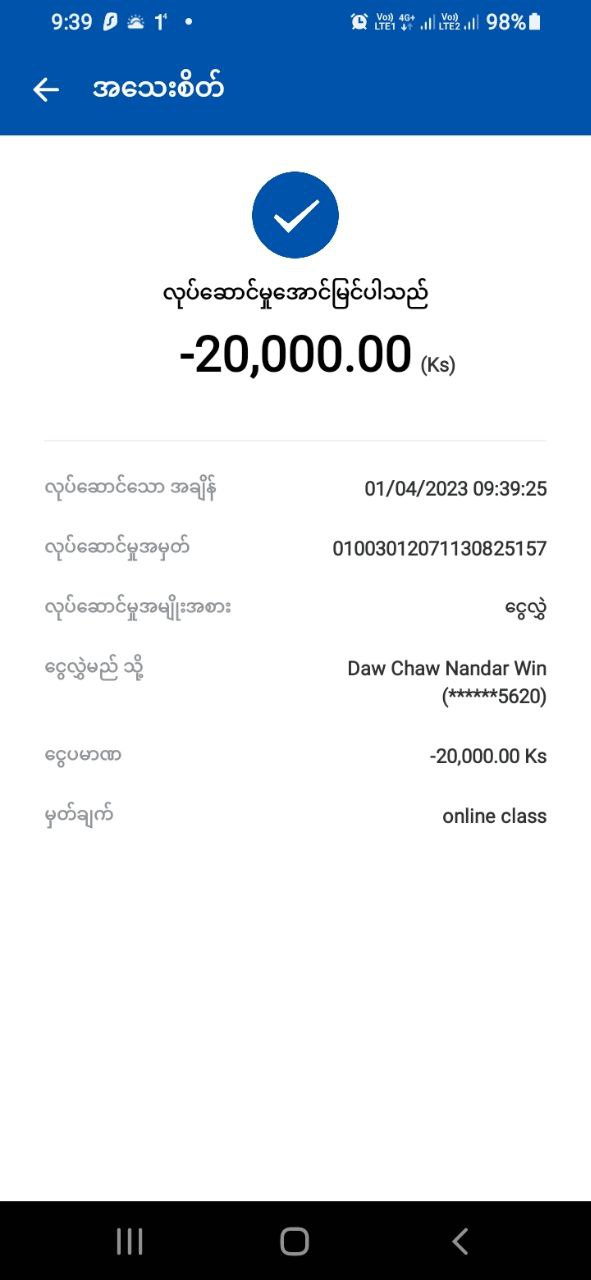 9:39 1° 98%
Vo)) LTE1 4G+ Vo)) LTE2
အသေးစိတ်
လုပ်ဆောင်မှုအောင်မြင်ပါသည်
-20,000.00 (Ks)
လုပ်ဆောင်သော အချိန် 01/04/2023 09:39:25
လုပ်ဆောင်မှုအမှတ် 01003012071130825157
လုပ်ဆောင်မှုအမျိုးအစား ငွေလွှဲ
ငွေလွှဲမည် သို့ Daw Chaw Nandar Win
(******5620)
ငွေပမာဏ -20,000.00 Ks
မှတ်ချက် online class